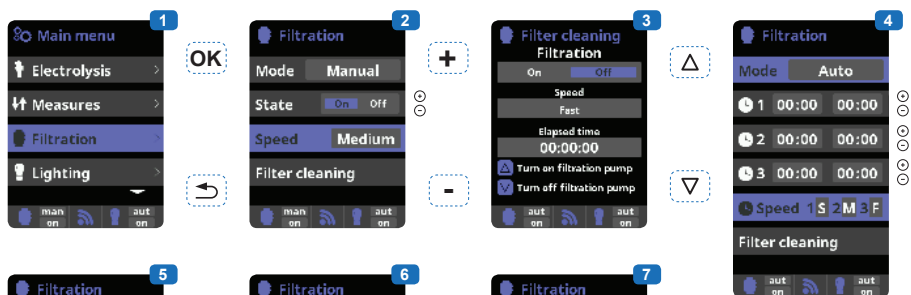 1
Main menu
Electrolysis
Measures
Filtration
Lighting
man on
aut on
OK
2
Filtration
Mode Manual
State On Off
Speed Medium
Filter cleaning
man on
aut on
+
-
3
Filter cleaning
Filtration
On Off
Speed
Fast
Elapsed time
00:00:00
Turn on filtration pump
Turn off filtration pump
aut on
aut on
4
Filtration
Mode Auto
1 00:00 00:00
2 00:00 00:00
3 00:00 00:00
Speed 1 S 2 M 3 F
Filter cleaning
aut on
aut on
5
Filtration
6
Filtration
7
Filtration